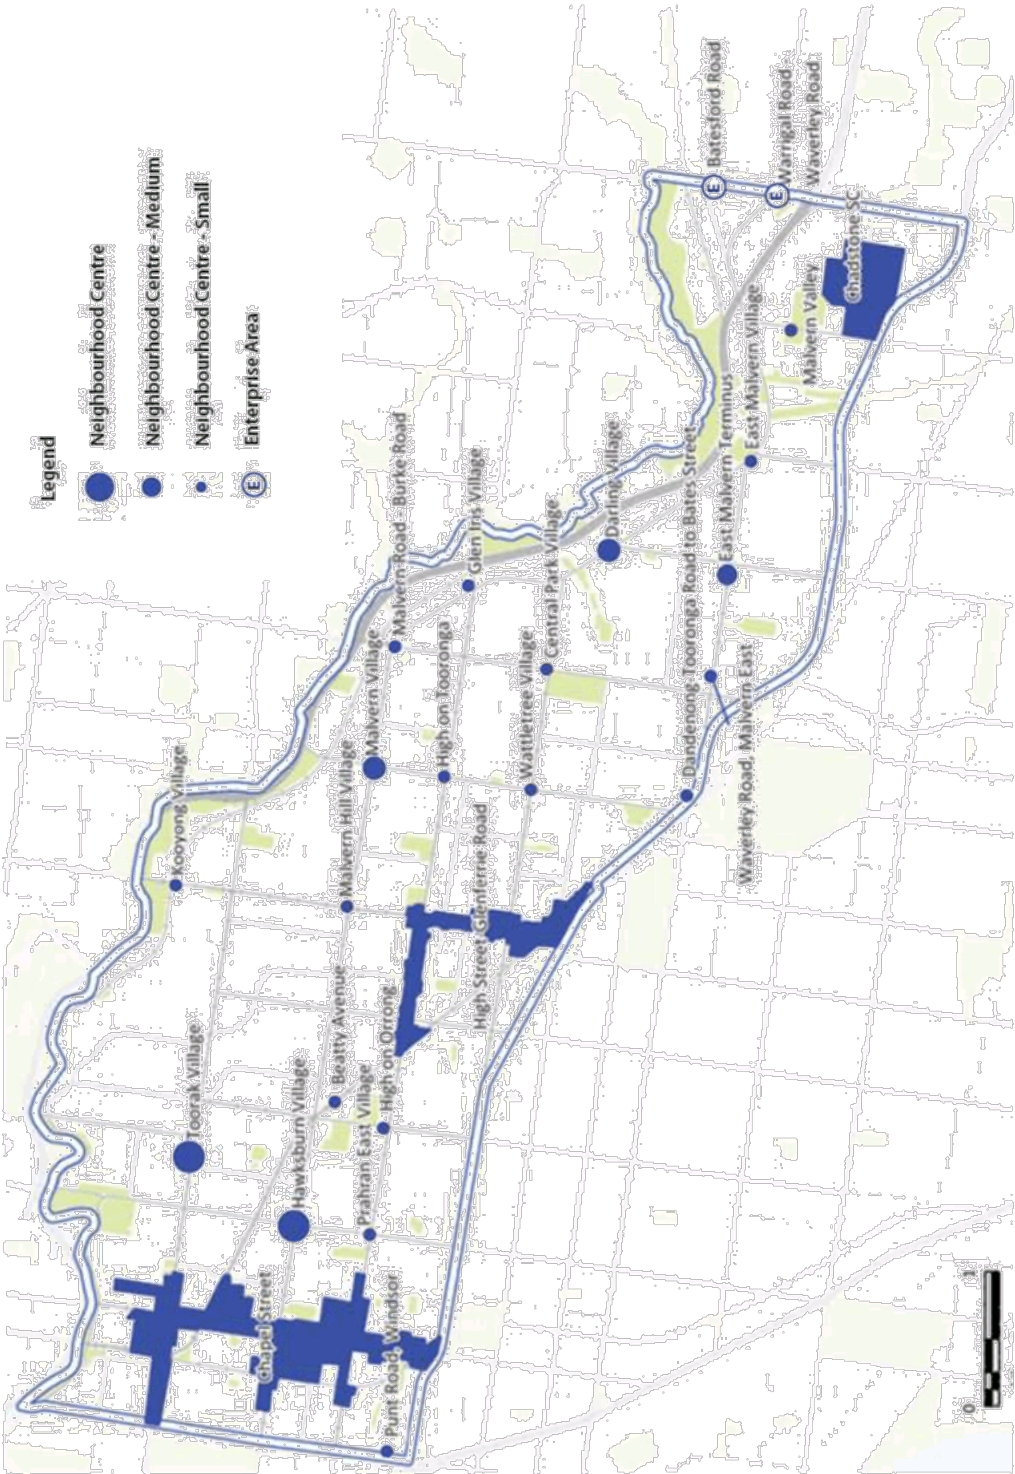 Legend
Neighbourhood Centre
Neighbourhood Centre - Medium
Neighbourhood Centre - Small
E
Enterprise Area
Kooyong Village
Toorak Village
Hawksburn Village
Beatty Avenue
Malvern Hill Village
Malvern Village
Malvern Road - Burke Road
Prahran East Village
High on Orrong
High on Tooronga
Glen Iris Village
High Street Glenferrie Road
Wattletree Village
Central Park Village
Darling Village
Chapel Street
Punt Road, Windsor
Dandenong Tooronga Road to Bates Street
East Malvern Terminus
Waverley Road, Malvern East
East Malvern Village
Malvern Valley
Chadstone SC
E
Batesford Road
E
Warrigal Road -
Waverley Road
0 1